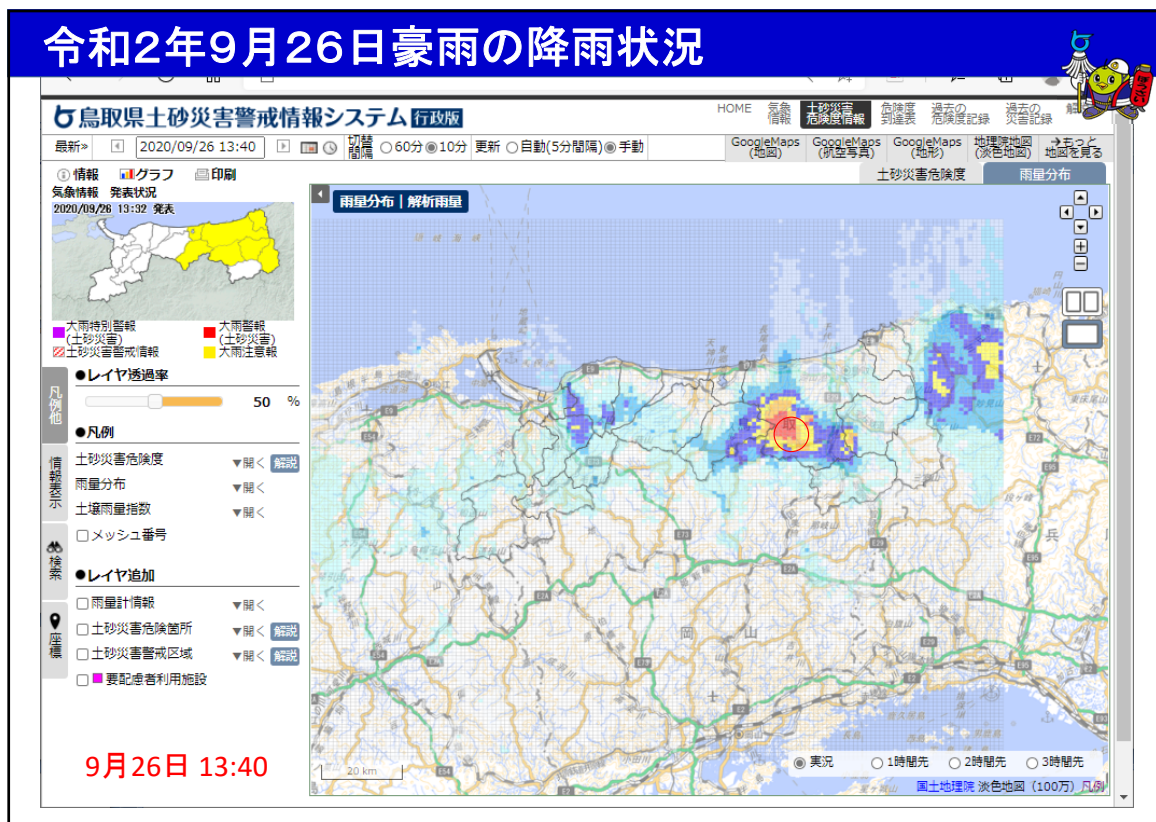 令和2年9月26日豪雨の降雨状況
鳥取県土砂災害警戒情報システム 行政版
HOME 気象情報 土砂災害危険度情報 危険度到達表 過去の危険度記録 過去の災害記録 解
最新» 2020/09/26 13:40 切替間隔 60分 10分 更新 自動(5分間隔) 手動
GoogleMaps(地図) GoogleMaps(航空写真) GoogleMaps(地形) 地理院地図(淡色地図) →もっと地図を見る
情報 グラフ 印刷
土砂災害危険度 雨量分布
気象情報 発表状況
2020/09/26 13:32 発表
雨量分布 | 解析雨量
大雨特別警報(土砂災害) 大雨警報(土砂災害)
土砂災害警戒情報 大雨注意報
凡例他
●レイヤ透過率
50 %
●凡例
情報表示
土砂災害危険度 ▼開く 解説
雨量分布 ▼開く
土壌雨量指数 ▼開く
メッシュ番号
検索
●レイヤ追加
雨量計情報 ▼開く
座標
土砂災害危険箇所 ▼開く 解説
土砂災害警戒区域 ▼開く 解説
要配慮者利用施設
9月26日 13:40
取
兵
岡 山
E9
E54
E2A
E72
E95
E2
20 km
実況 1時間先 2時間先 3時間先
国土地理院 淡色地図（100万）凡例